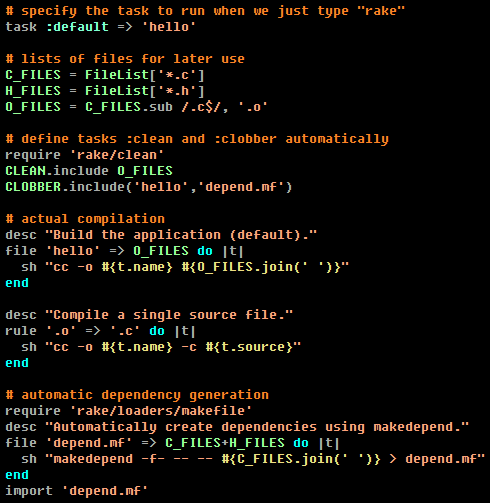 # specify the task to run when we just type "rake"
task :default => 'hello'

# lists of files for later use
C_FILES = FileList['*.c']
H_FILES = FileList['*.h']
O_FILES = C_FILES.sub /.c$/, '.o'

# define tasks :clean and :clobber automatically
require 'rake/clean'
CLEAN.include O_FILES
CLOBBER.include('hello','depend.mf')

# actual compilation
desc "Build the application (default)."
file 'hello' => O_FILES do |t|
  sh "cc -o #{t.name} #{O_FILES.join(' ')}"
end

desc "Compile a single source file."
rule '.o' => '.c' do |t|
  sh "cc -o #{t.name} -c #{t.source}"
end

# automatic dependency generation
require 'rake/loaders/makefile'
desc "Automatically create dependencies using makedepend."
file 'depend.mf' => C_FILES+H_FILES do |t|
  sh "makedepend -f- -- -- #{C_FILES.join(' ')} > depend.mf"
end
import 'depend.mf'